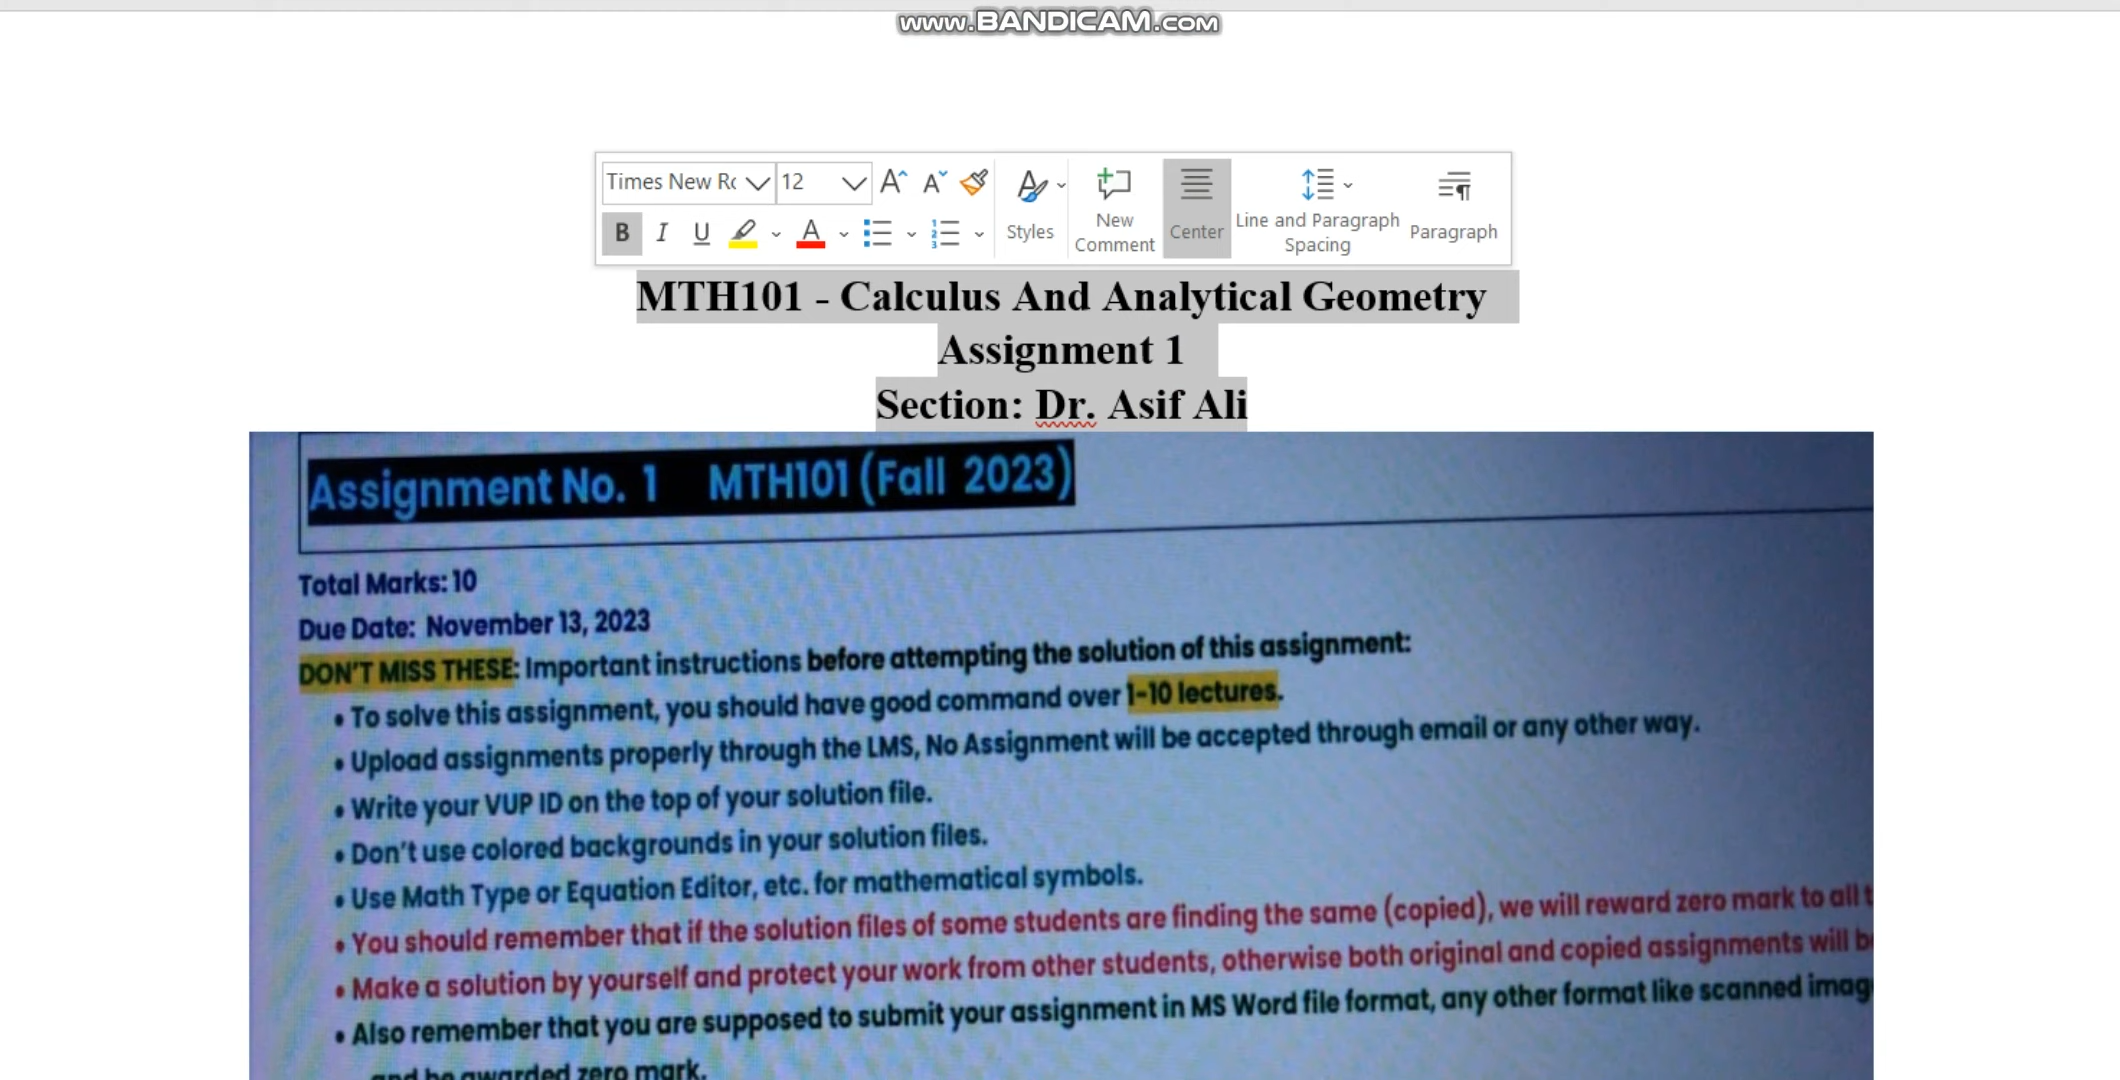 www.BANDICAM.com
Times New Ro 12
B I U A Styles New Comment Center Line and Paragraph Spacing Paragraph
MTH101 - Calculus And Analytical Geometry
Assignment 1
Section: Dr. Asif Ali
Assignment No. 1 MTH101 (Fall 2023)
Total Marks: 10
Due Date: November 13, 2023
DON'T MISS THESE: Important instructions before attempting the solution of this assignment:
• To solve this assignment, you should have good command over 1-10 lectures.
• Upload assignments properly through the LMS, No Assignment will be accepted through email or any other way.
• Write your VUP ID on the top of your solution file.
• Don't use colored backgrounds in your solution files.
• Use Math Type or Equation Editor, etc. for mathematical symbols.
• You should remember that if the solution files of some students are finding the same (copied), we will reward zero mark to all
• Make a solution by yourself and protect your work from other students, otherwise both original and copied assignments will
• Also remember that you are supposed to submit your assignment in MS Word file format, any other format like scanned
and be awarded zero mark.